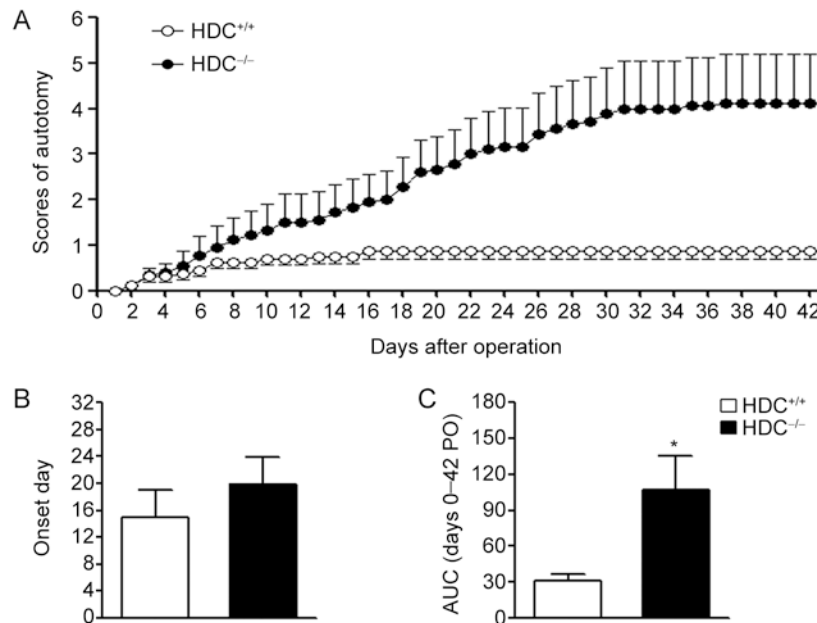 A
HDC+/+
HDC−/−
6
5
4
3
2
1
0
Scores of autotomy
0 2 4 6 8 10 12 14 16 18 20 22 24 26 28 30 32 34 36 38 40 42
Days after operation
B
32
28
24
20
16
12
8
4
0
Onset day
C
180
150
120
90
60
30
0
AUC (days 0–42 PO)
*
HDC+/+
HDC−/−